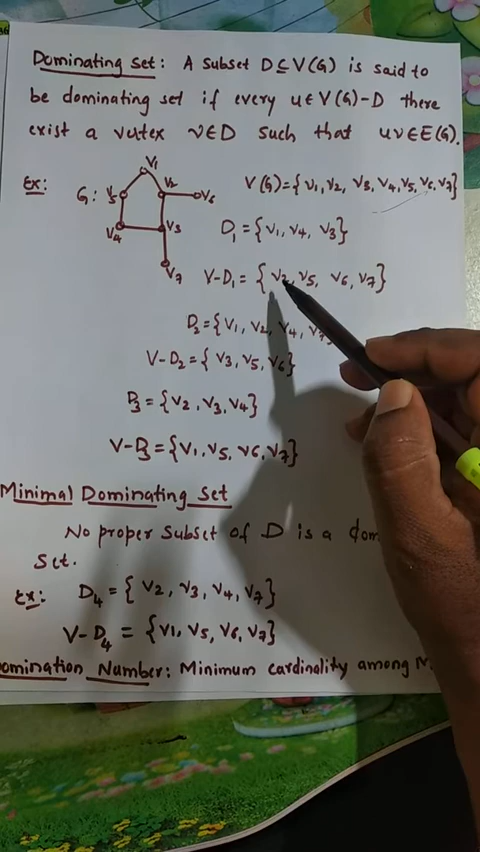 Dominating Set: A Subset D⊆V(G) is said to
be dominating set if every u∈V(G)-D there
exist a vertex v∈D such that uv∈E(G).
Ex: G: V1 V2 V3 V4 V5 V6 V7 V(G)={V1,V2, V3,V4,V5,V6,V7}
D1={V1,V4,V3}
V-D1={V2,V5, V6,V7}
D2={V1,V2,V4,V7
V-D2={V3,V5,V6}
D3={V2,V3,V4}
V-D3={V1,V5,V6,V7}
Minimal Dominating Set
No proper Subset of D is a
Set.
Ex: D4={V2,V3,V4,V7}
V-D4={V1,V5,V6,V7}
omination Number: Minimum cardinality among